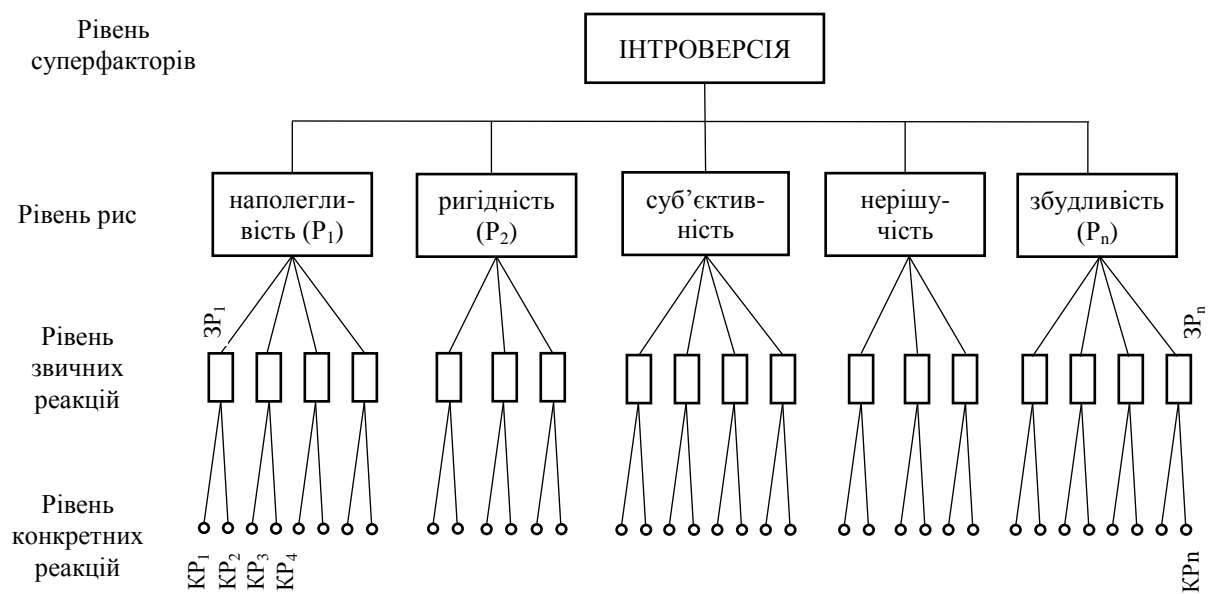 Рівень
суперфакторів
ІНТРОВЕРСІЯ
Рівень рис
наполегли-
вість (Р₁)
ригідність
(Р₂)
суб’єктив-
ність
нерішу-
чість
збудливість
(Рₙ)
Рівень
звичних
реакцій
ЗР₁
ЗРₙ
Рівень
конкретних
реакцій
КР₁
КР₂
КР₃
КР₄
КРn